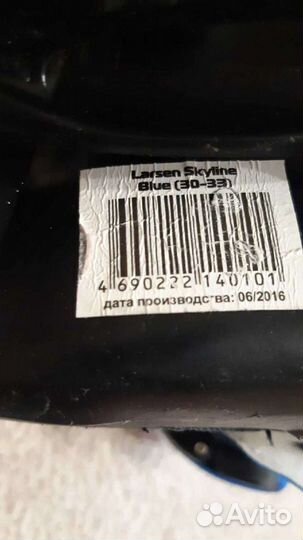 Larsen Skyline
Blue (30-33)
4 690222 140101
дата производства: 06/2016
Avito